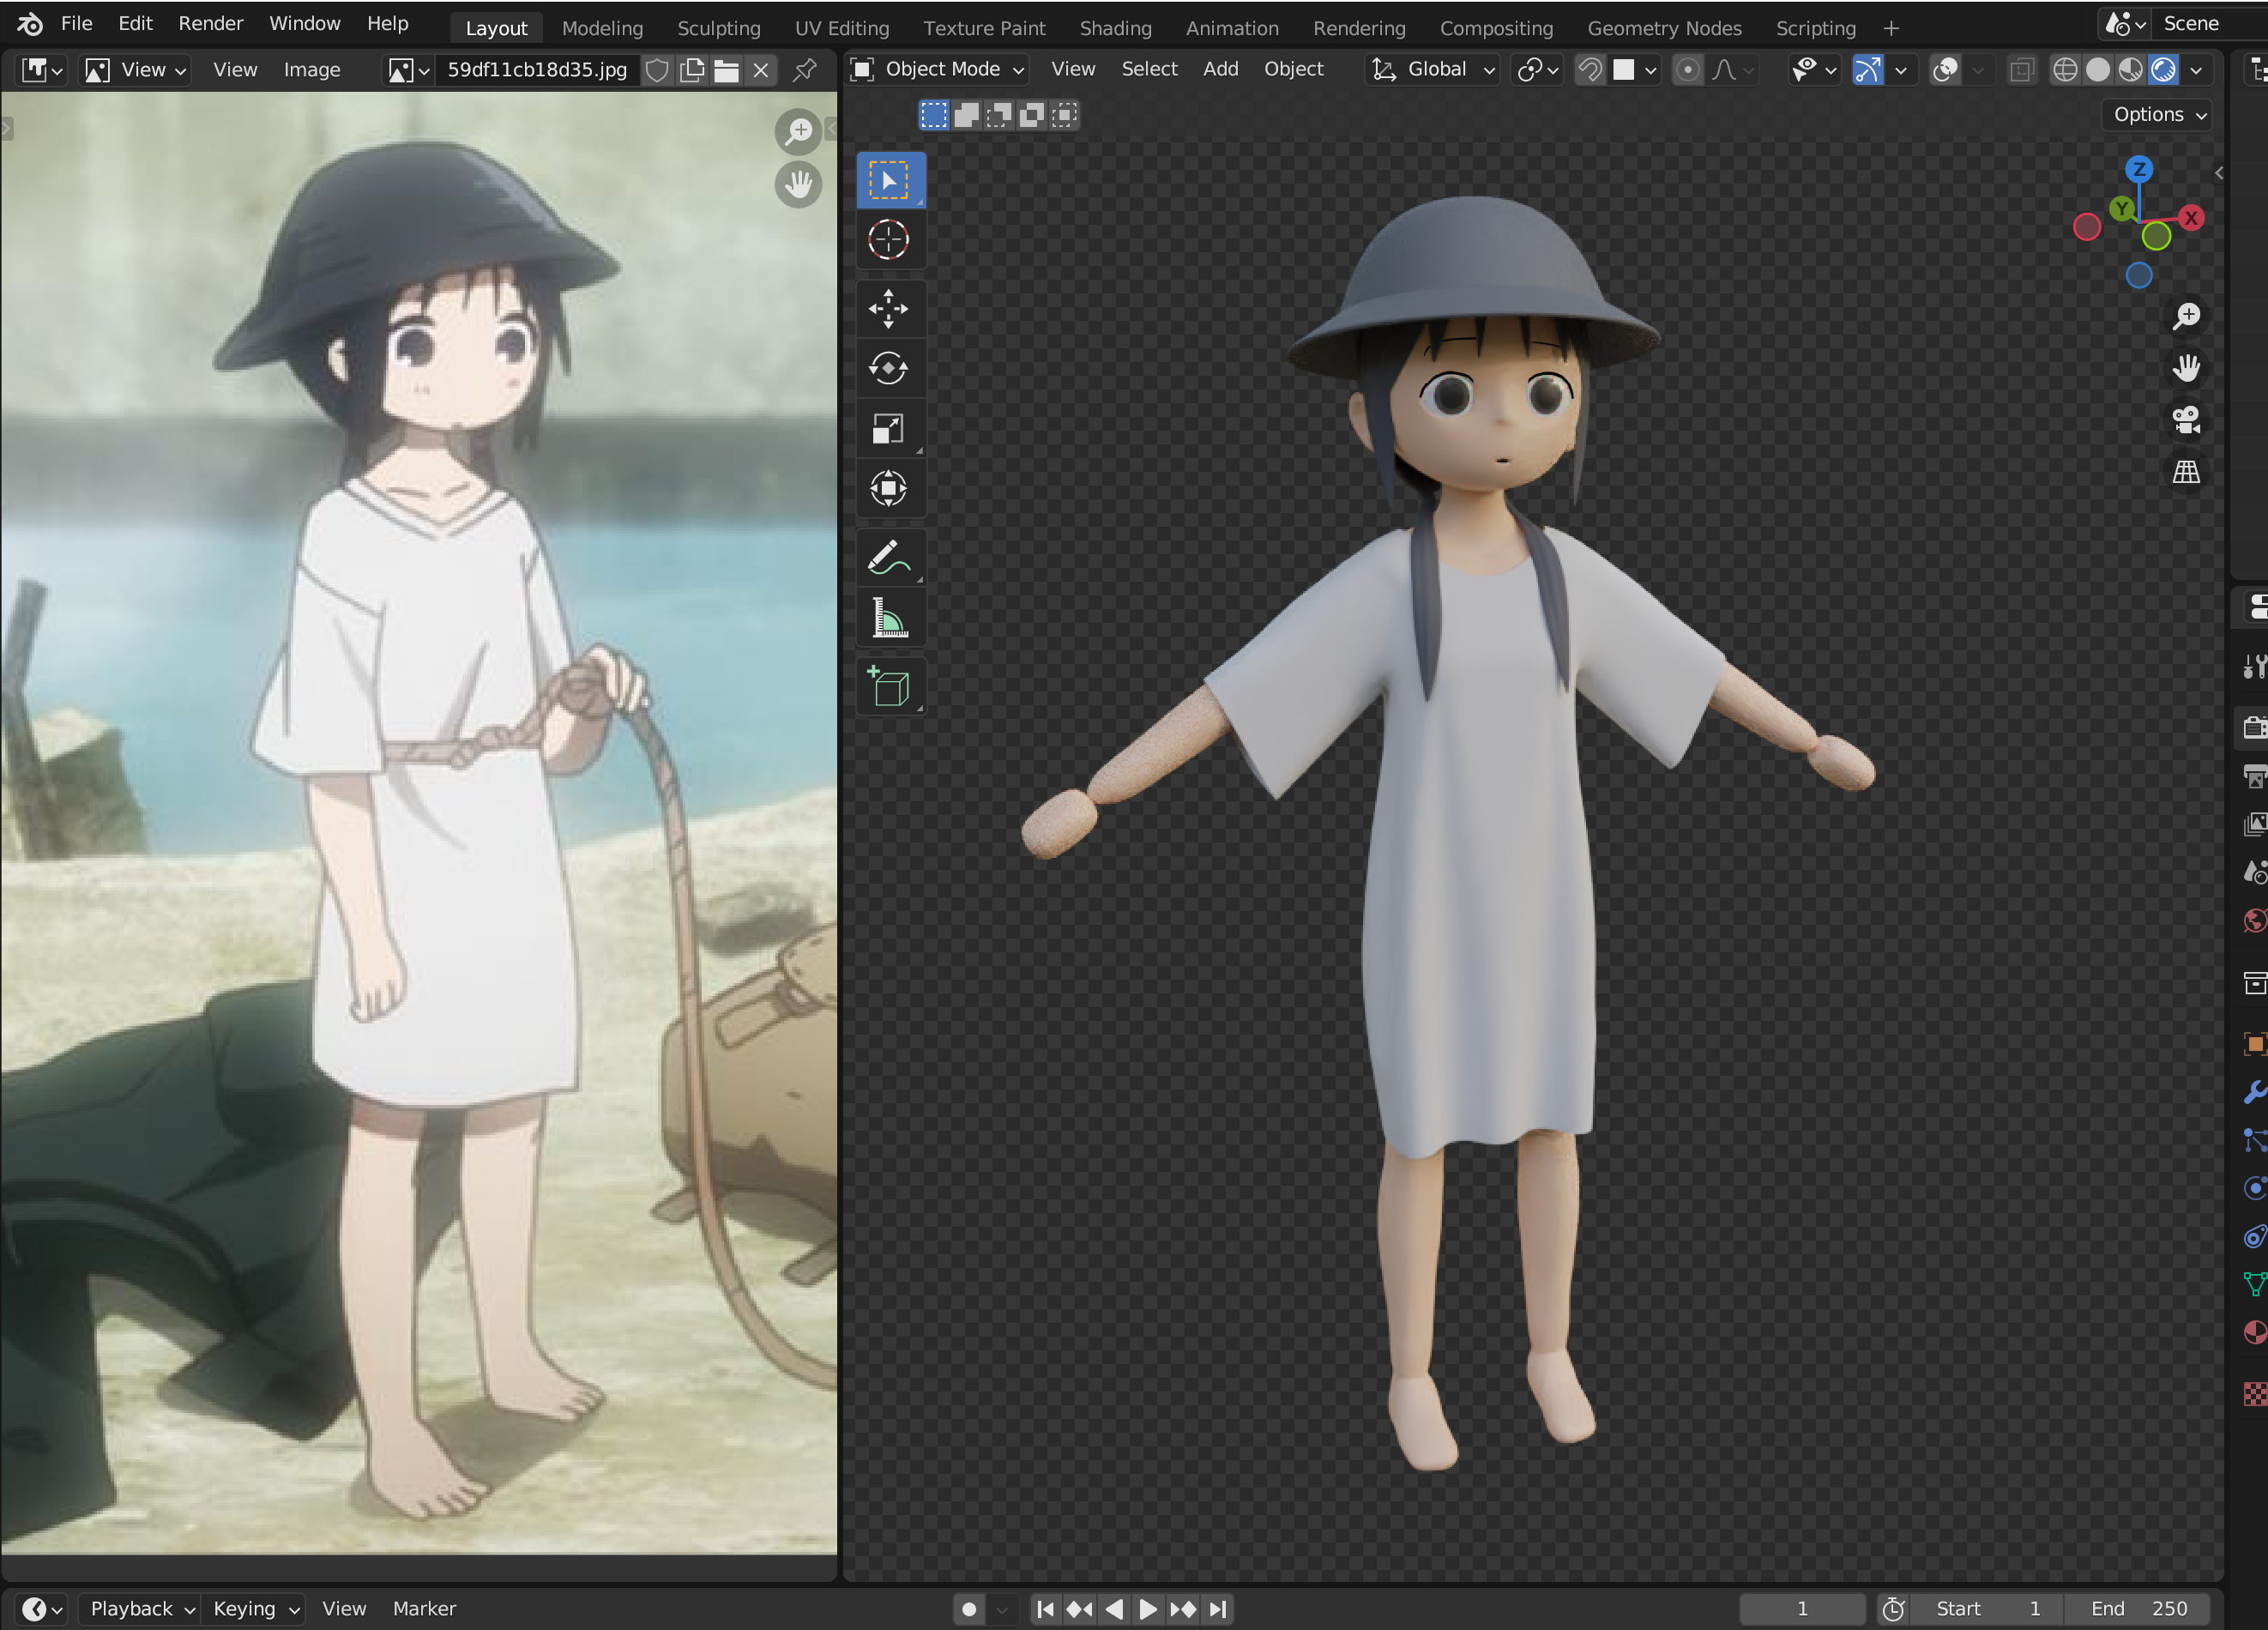 File Edit Render Window Help Layout Modeling Sculpting UV Editing Texture Paint Shading Animation Rendering Compositing Geometry Nodes Scripting + Scene
View View Image 59df11cb18d35.jpg Object Mode View Select Add Object Global
Options
Z
Y X
Playback Keying View Marker 1 Start 1 End 250